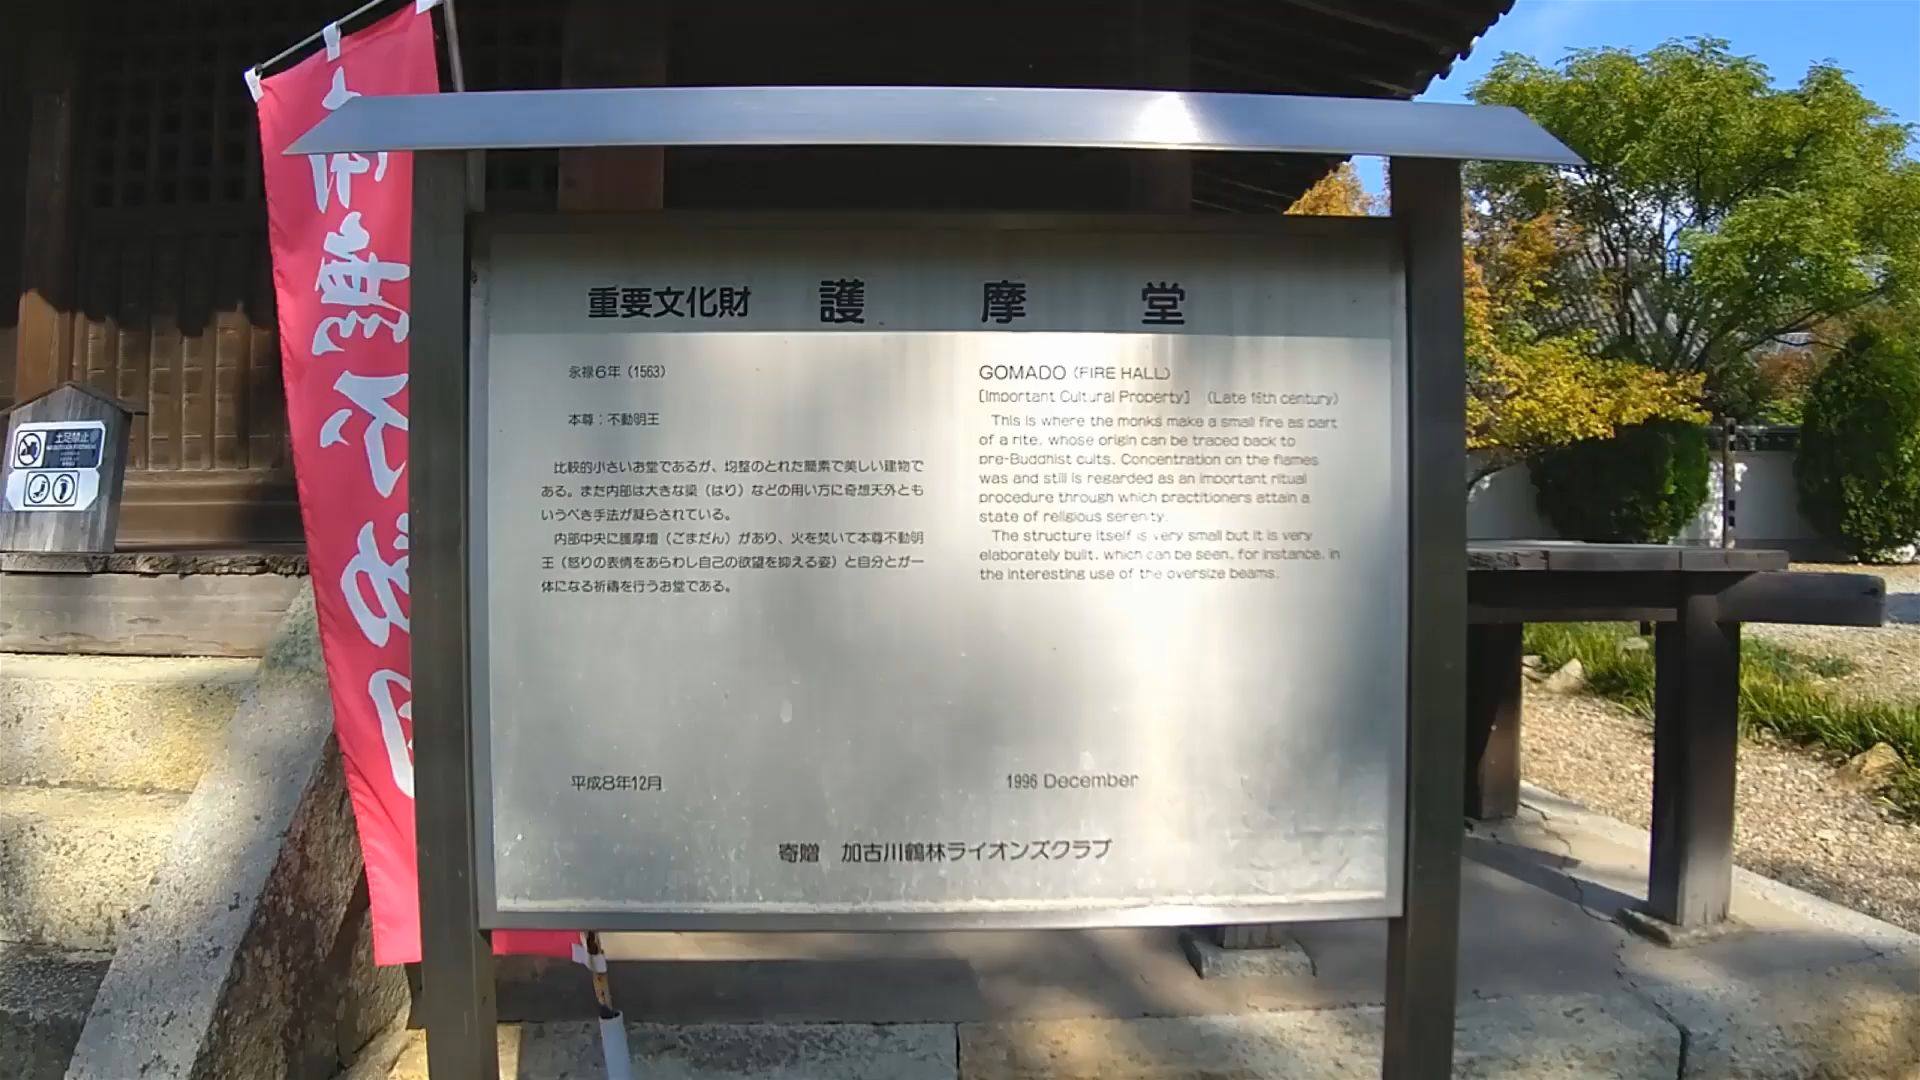 重要文化財 護摩堂
永禄6年（1563）
本尊：不動明王
比較的小さいお堂であるが、均整のとれた簡素で美しい建物で
ある。また内部は大きな梁（はり）などの用い方に奇想天外とも
いうべき手法が凝らされている。
内部中央に護摩壇（ごまだん）があり、火を焚いて本尊不動明
王（怒りの表情をあらわし自己の欲望を抑える姿）と自分とが一
体になる祈禱を行うお堂である。
平成8年12月
GOMADO (FIRE HALL)
[Important Cultural Property] (Late 16th century)
This is where the monks make a small fire as part
of a rite, whose origin can be traced back to
pre-Buddhist cults. Concentration on the flames
was and still is regarded as an important ritual
procedure through which practitioners attain a
state of religious serenity.
The structure itself is very small but it is very
elaborately built, which can be seen, for instance, in
the interesting use of the oversize beams.
1996 December
寄贈 加古川鶴林ライオンズクラブ
土足禁止